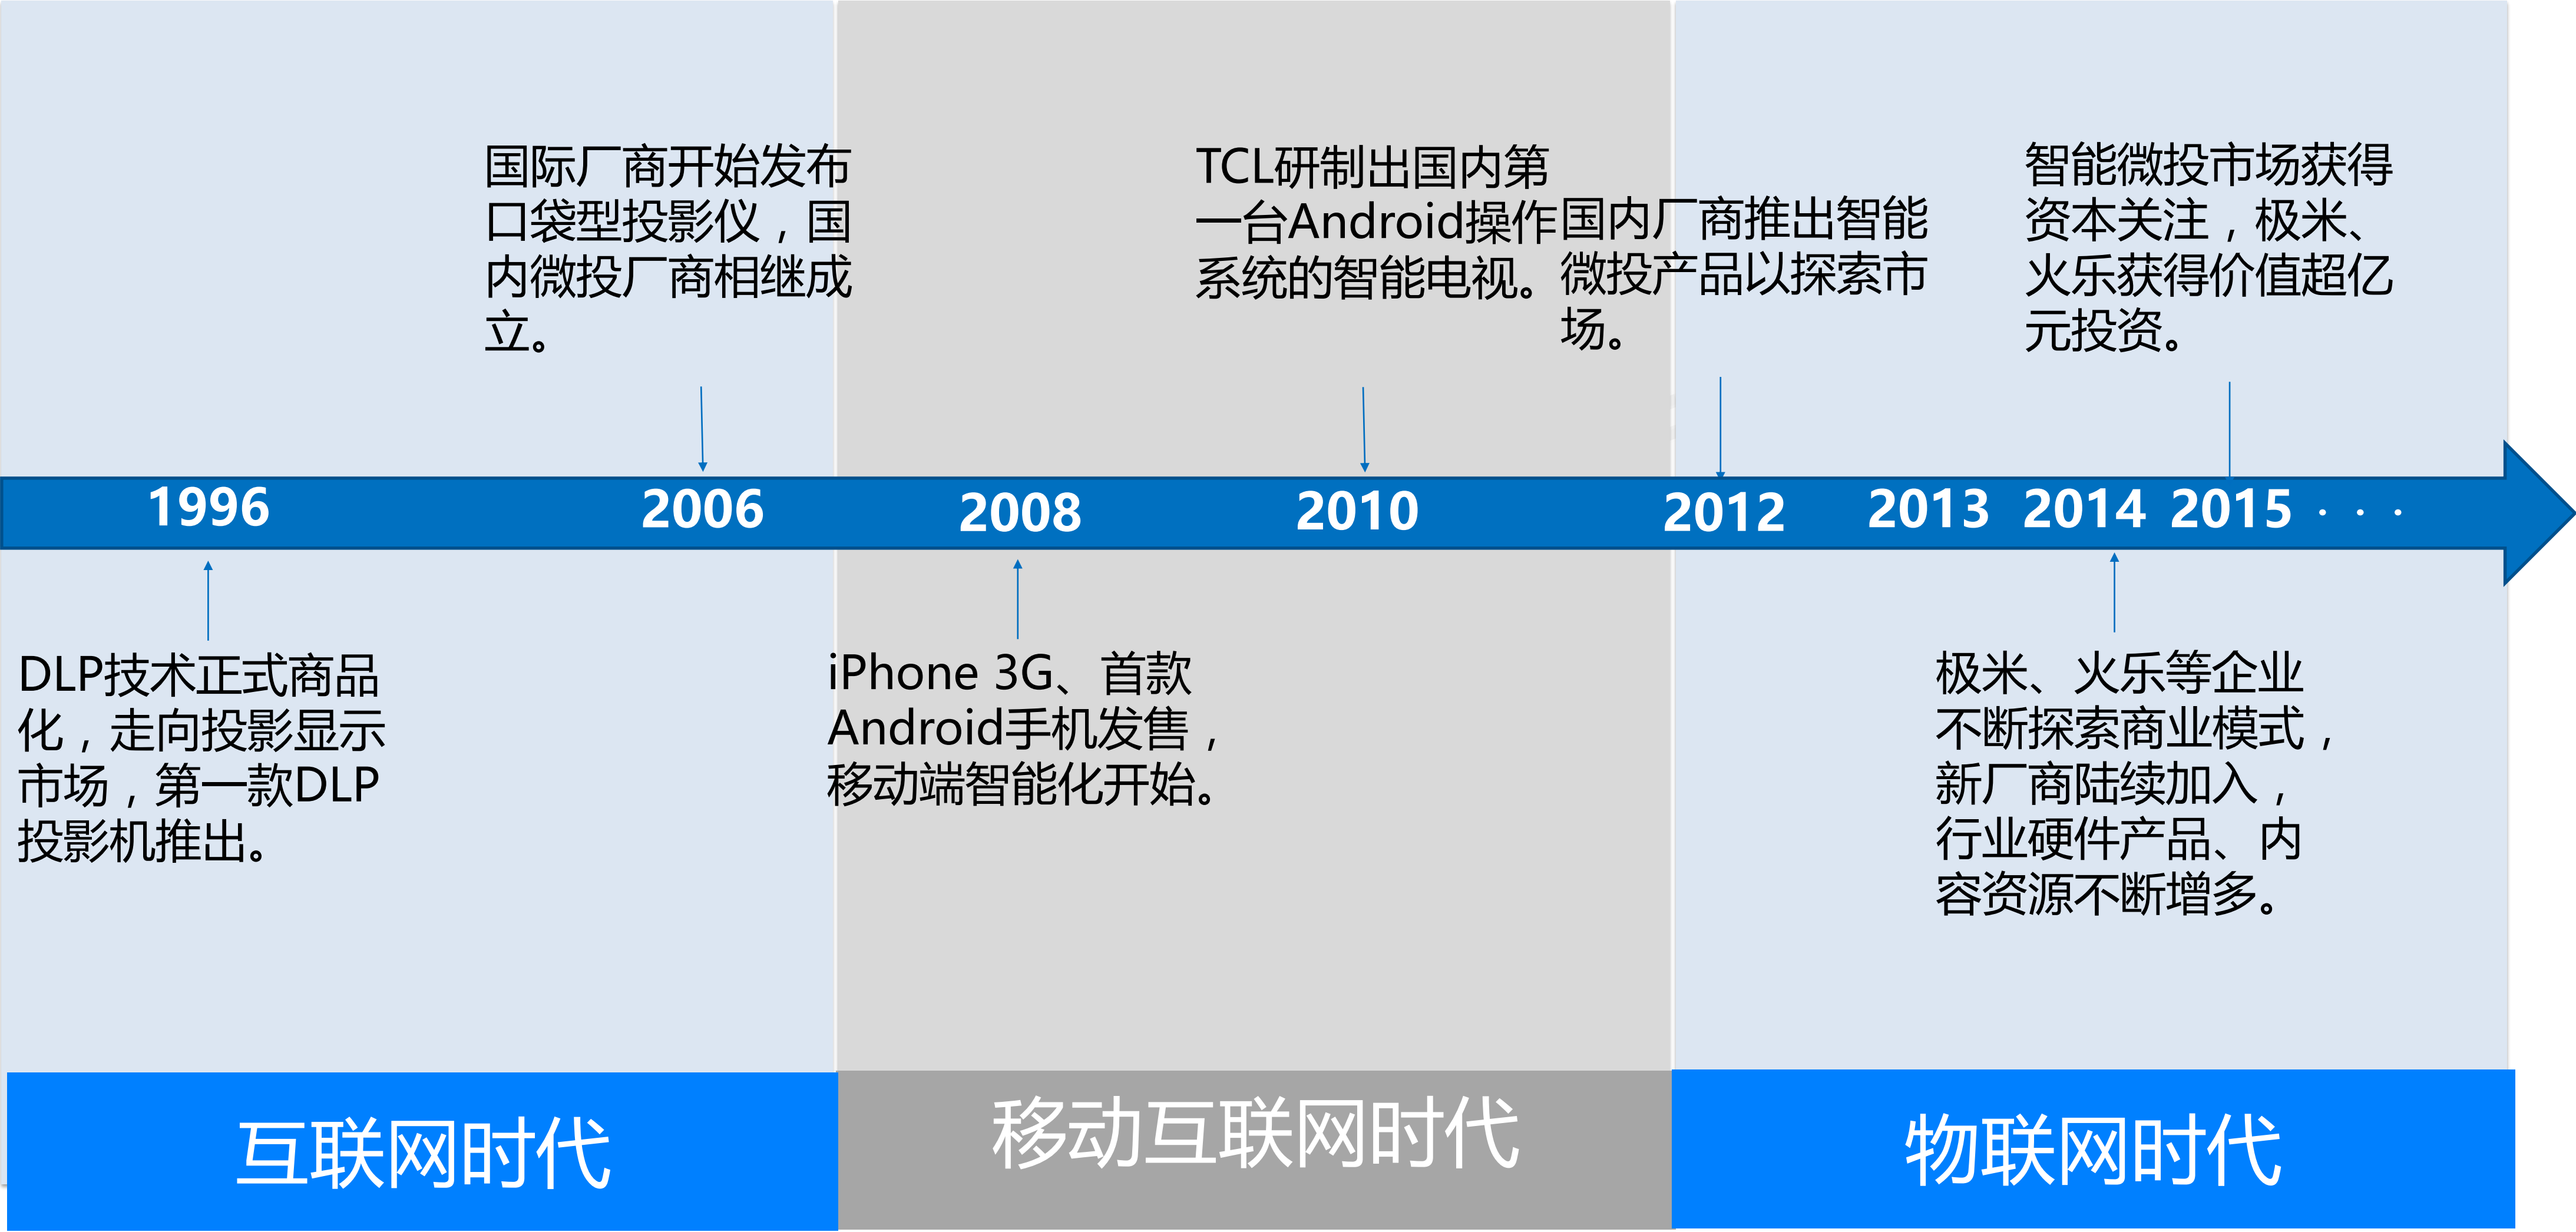 国际厂商开始发布
口袋型投影仪，国
内微投厂商相继成
立。
TCL研制出国内第
一台Android操作
系统的智能电视。
国内厂商推出智能
微投产品以探索市
场。
智能微投市场获得
资本关注，极米、
火乐获得价值超亿
元投资。
1996 2006 2008 2010 2012 2013 2014 2015 · · ·
DLP技术正式商品
化，走向投影显示
市场，第一款DLP
投影机推出。
iPhone 3G、首款
Android手机发售，
移动端智能化开始。
极米、火乐等企业
不断探索商业模式，
新厂商陆续加入，
行业硬件产品、内
容资源不断增多。
互联网时代
移动互联网时代
物联网时代